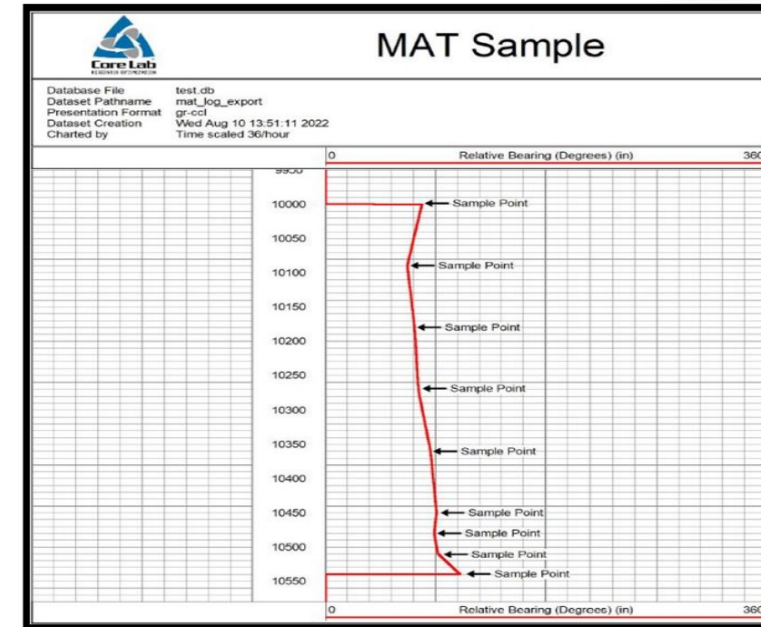 Core Lab
RESERVOIR OPTIMIZATION
MAT Sample
Database File test.db
Dataset Pathname mat_log_export
Presentation Format gr-ccl
Dataset Creation Wed Aug 10 13:51:11 2022
Charted by Time scaled 36/hour
0 Relative Bearing (Degrees) (in) 360
9950
10000 Sample Point
10050
10100 Sample Point
10150
Sample Point
10200
10250
Sample Point
10300
10350
Sample Point
10400
10450 Sample Point
Sample Point
10500
Sample Point
Sample Point
10550
0 Relative Bearing (Degrees) (in) 360